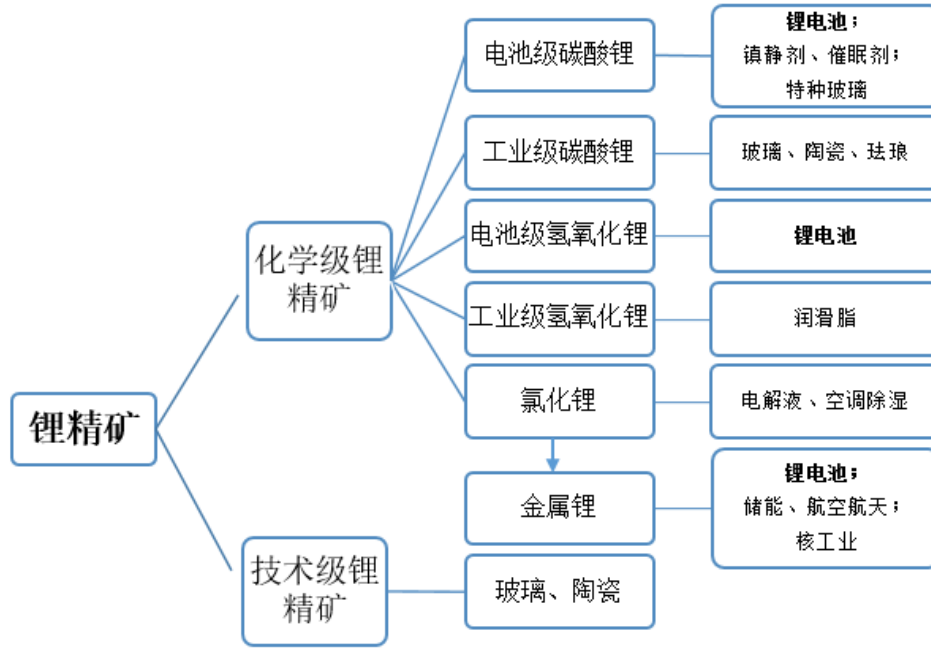 锂精矿
化学级锂
精矿
电池级碳酸锂
锂电池；
镇静剂、催眠剂；
特种玻璃
工业级碳酸锂
玻璃、陶瓷、珐琅
电池级氢氧化锂
锂电池
工业级氢氧化锂
润滑脂
氯化锂
电解液、空调除湿
金属锂
锂电池；
储能、航空航天；
核工业
技术级锂
精矿
玻璃、陶瓷